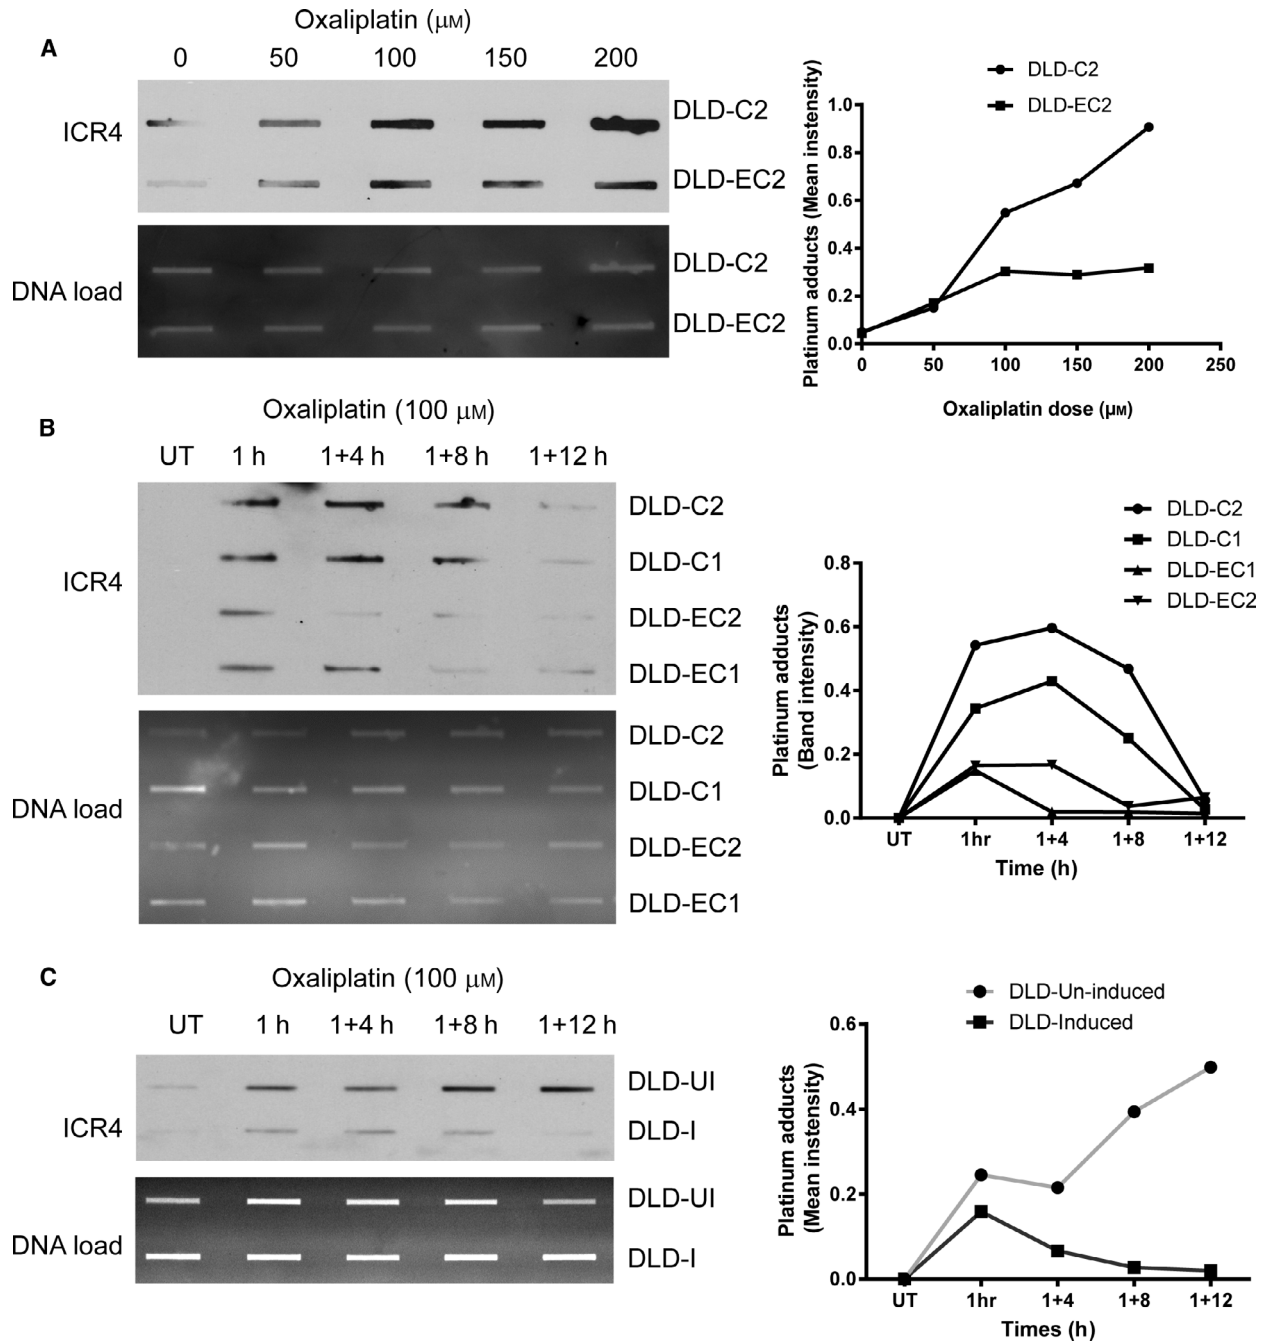 A
Oxaliplatin (μM)
0 50 100 150 200
ICR4
DLD-C2
DLD-EC2
DNA load
DLD-C2
DLD-EC2
DLD-C2
DLD-EC2
Platinum adducts (Mean instensity)
1.0
0.8
0.6
0.4
0.2
0.0
0 50 100 150 200 250
Oxaliplatin dose (μM)
B
Oxaliplatin (100 μM)
UT 1 h 1+4 h 1+8 h 1+12 h
ICR4
DLD-C2
DLD-C1
DLD-EC2
DLD-EC1
DNA load
DLD-C2
DLD-C1
DLD-EC2
DLD-EC1
DLD-C2
DLD-C1
DLD-EC1
DLD-EC2
Platinum adducts
(Band intensity)
0.8
0.6
0.4
0.2
0.0
UT 1hr 1+4 1+8 1+12
Time (h)
C
Oxaliplatin (100 μM)
UT 1 h 1+4 h 1+8 h 1+12 h
ICR4
DLD-UI
DLD-I
DNA load
DLD-UI
DLD-I
DLD-Un-induced
DLD-Induced
Platinum adducts
(Mean instensity)
0.6
0.4
0.2
0.0
UT 1hr 1+4 1+8 1+12
Times (h)